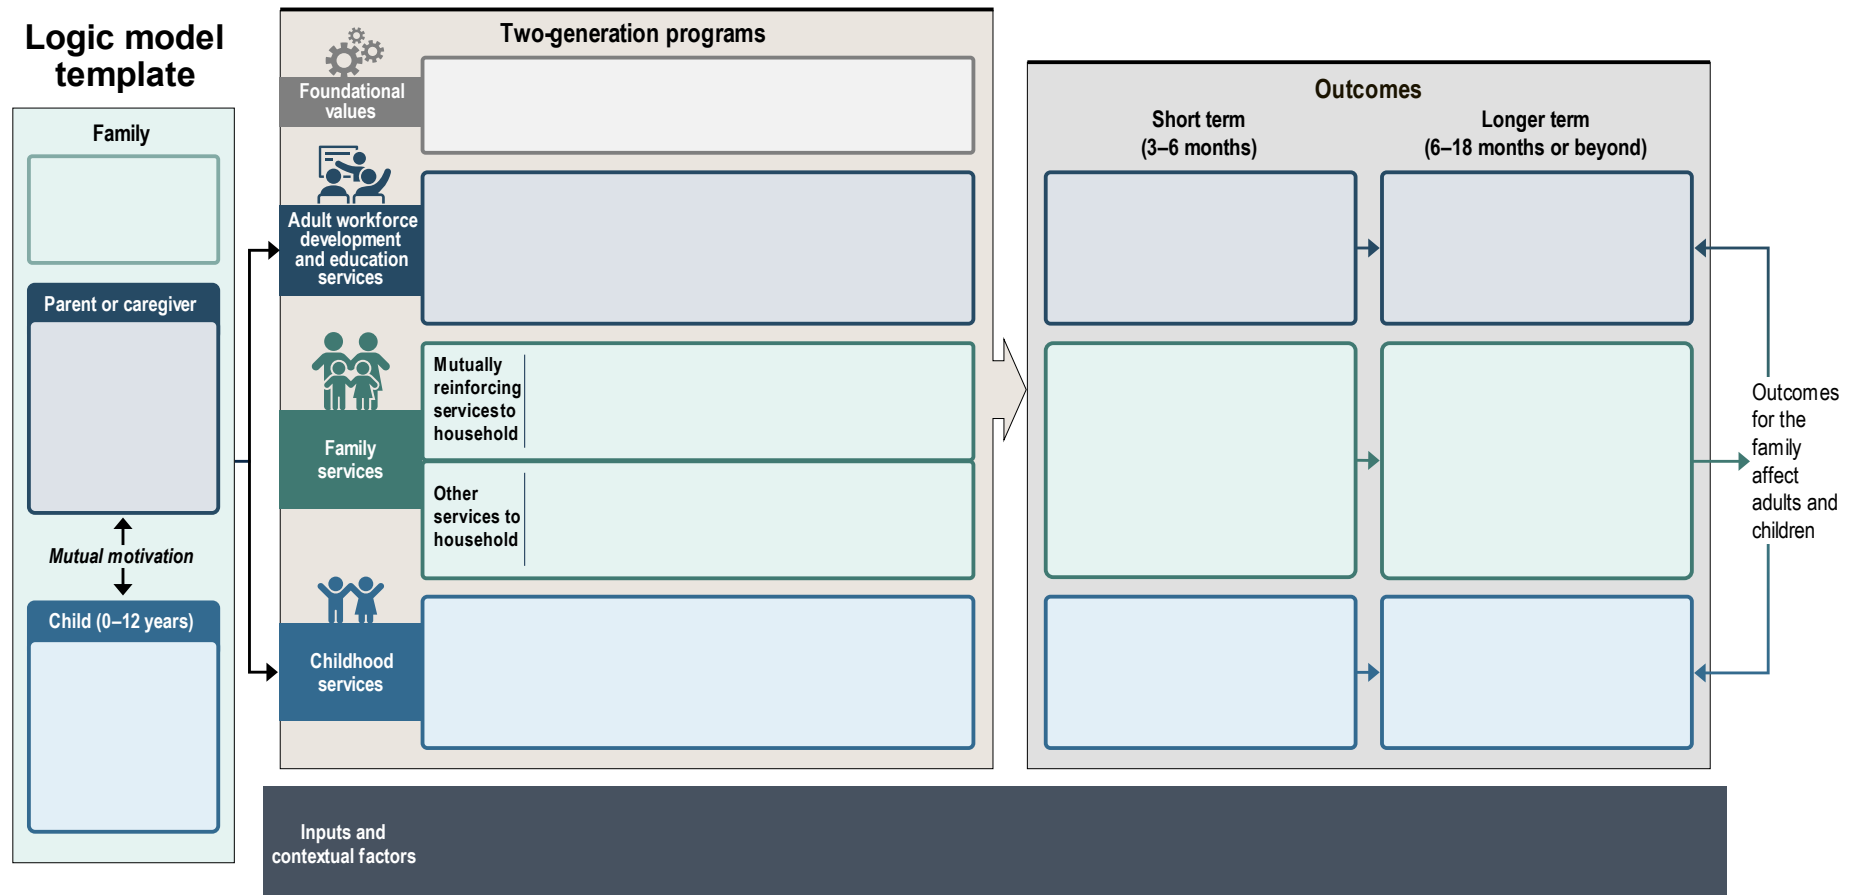 Logic model
template
Family
Parent or caregiver
Mutual motivation
Child (0–12 years)
Two-generation programs
Foundational
values
Adult workforce
development
and education
services
Family
services
Mutually
reinforcing
services to
household
Other
services to
household
Childhood
services
Outcomes
Short term
(3–6 months)
Longer term
(6–18 months or beyond)
Outcomes
for the
family
affect
adults and
children
Inputs and
contextual factors